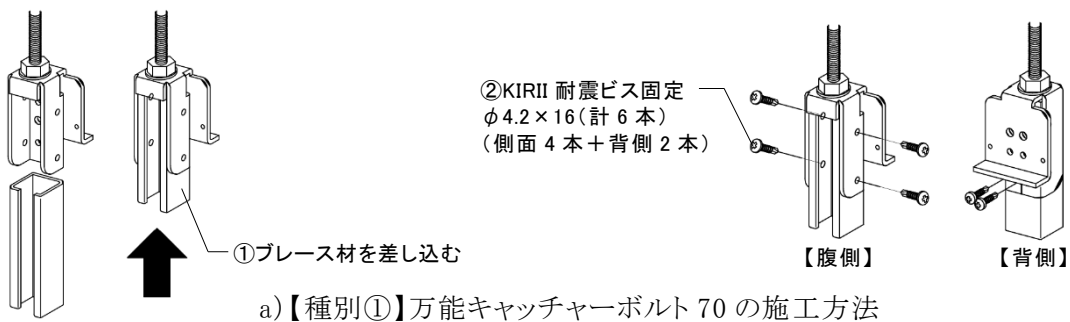 ①ブレース材を差し込む
②KIRII 耐震ビス固定
φ4.2×16(計 6 本)
(側面 4 本＋背側 2 本)
【腹側】
【背側】
a)【種別①】万能キャッチャーボルト 70 の施工方法